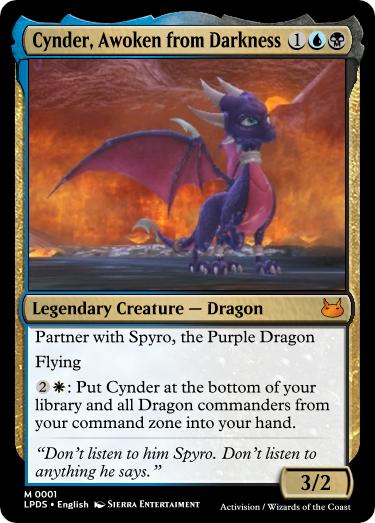 Cynder, Awoken from Darkness 1
Legendary Creature — Dragon
Partner with Spyro, the Purple Dragon
Flying
2 : Put Cynder at the bottom of your
library and all Dragon commanders from
your command zone into your hand.
“Don't listen to him Spyro. Don't listen to
anything he says.”
3/2
M 0001
LPDS • English Sierra Entertaiment
Activision / Wizards of the Coast